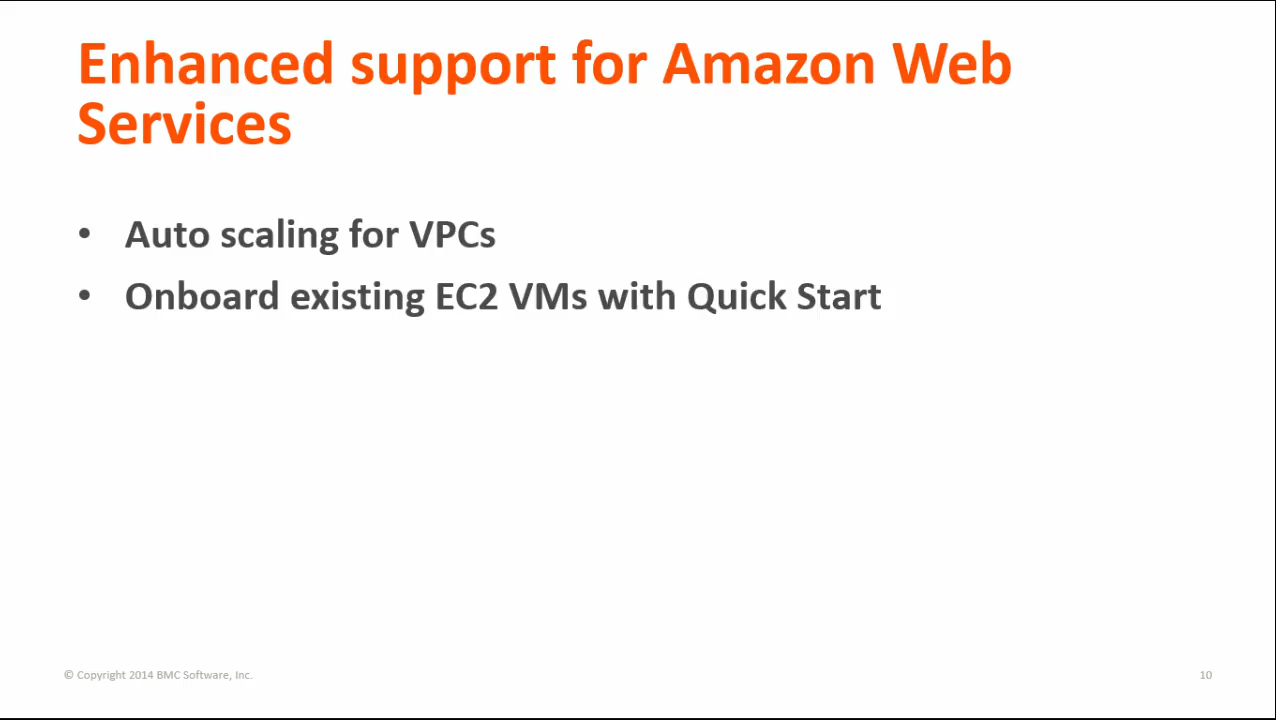 Enhanced support for Amazon Web
Services
• Auto scaling for VPCs
• Onboard existing EC2 VMs with Quick Start
© Copyright 2014 BMC Software, Inc.
10